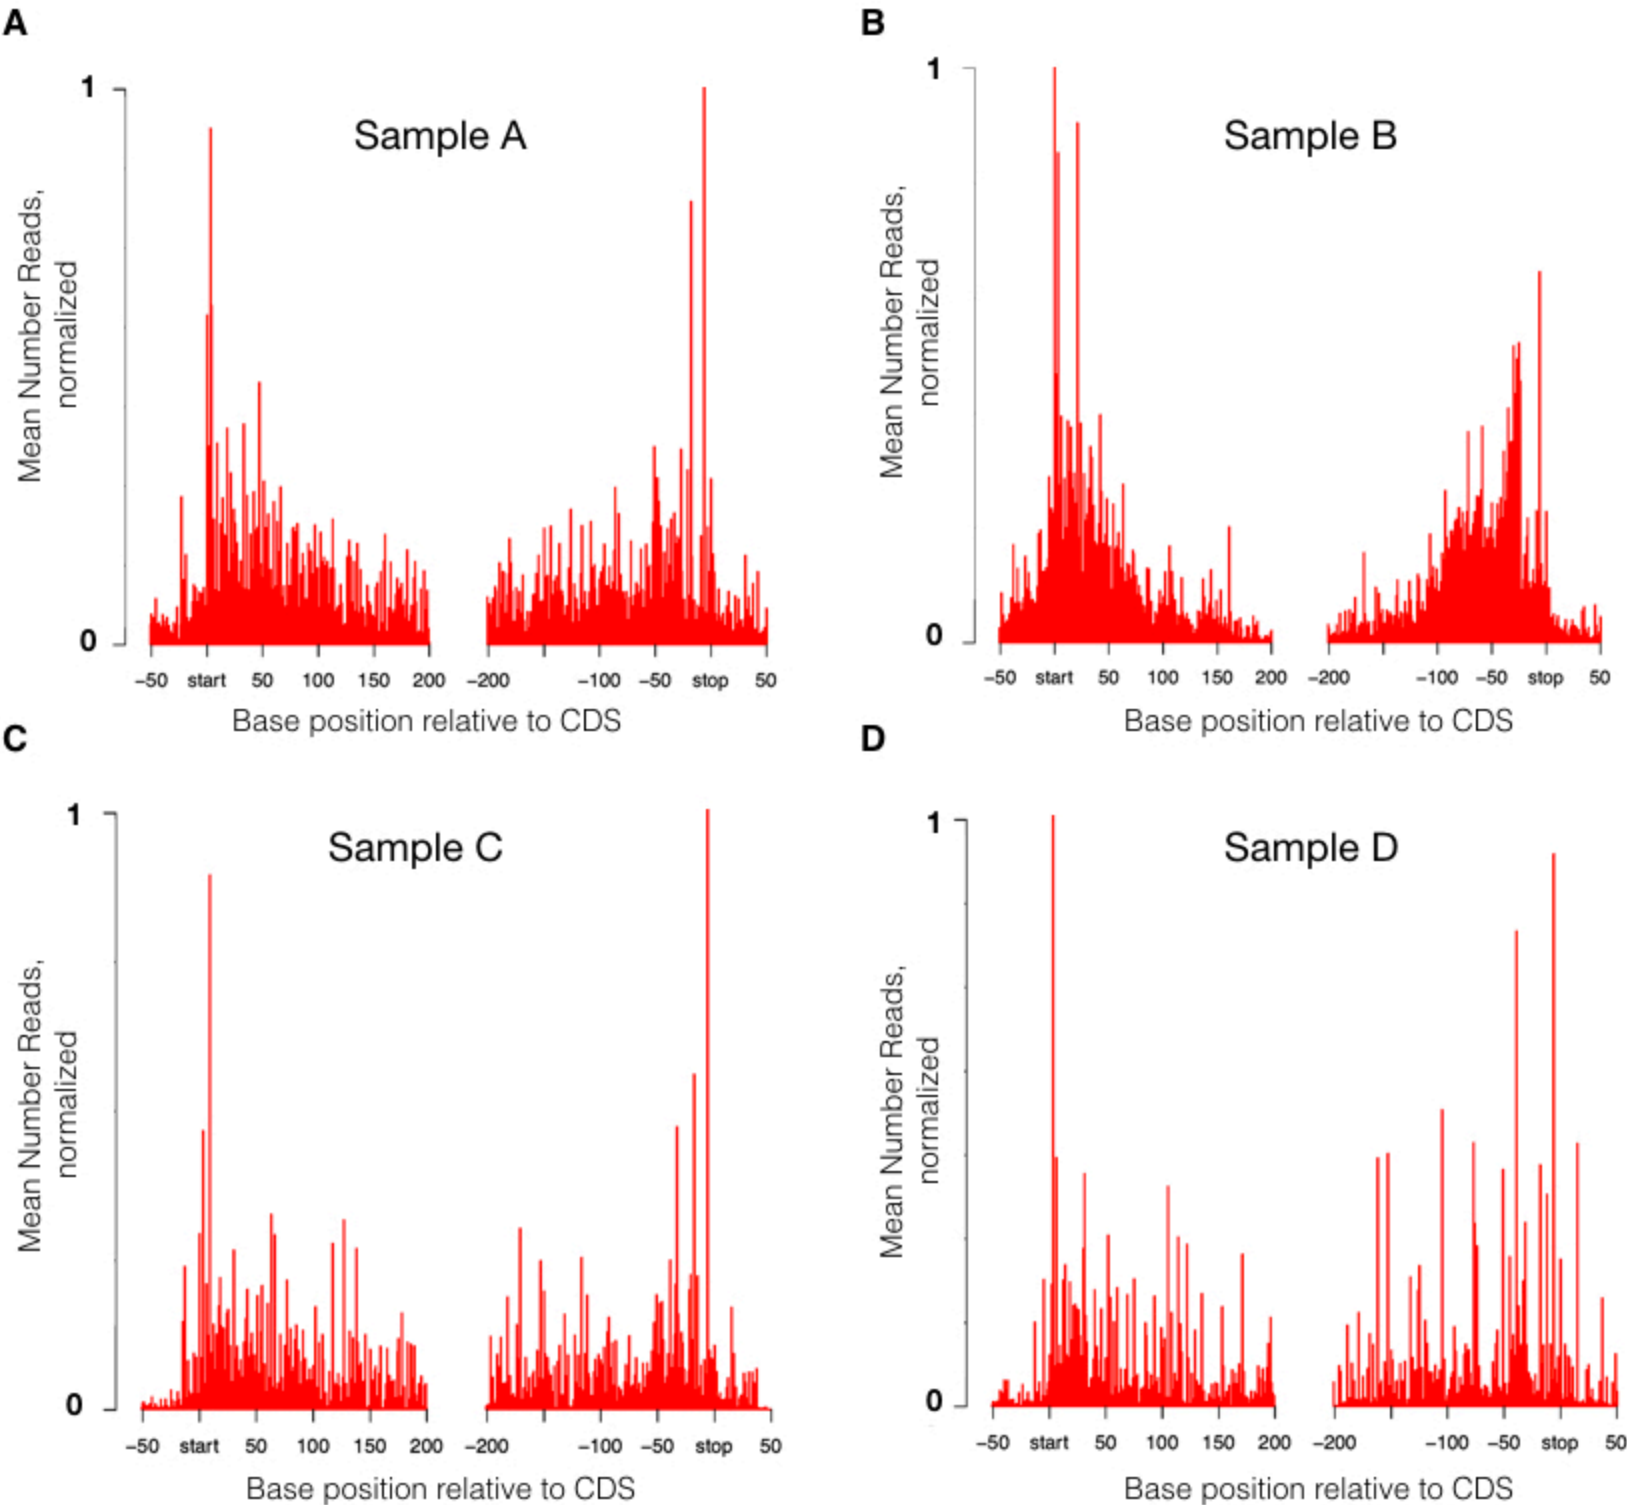 A
1
Sample A
Mean Number Reads,
normalized
0
−50 start 50 100 150 200 −200 −100 −50 stop 50
Base position relative to CDS
B
1
Sample B
Mean Number Reads,
normalized
0
−50 start 50 100 150 200 −200 −100 −50 stop 50
Base position relative to CDS
C
1
Sample C
Mean Number Reads,
normalized
0
−50 start 50 100 150 200 −200 −100 −50 stop 50
Base position relative to CDS
D
1
Sample D
Mean Number Reads,
normalized
0
−50 start 50 100 150 200 −200 −100 −50 stop 50
Base position relative to CDS